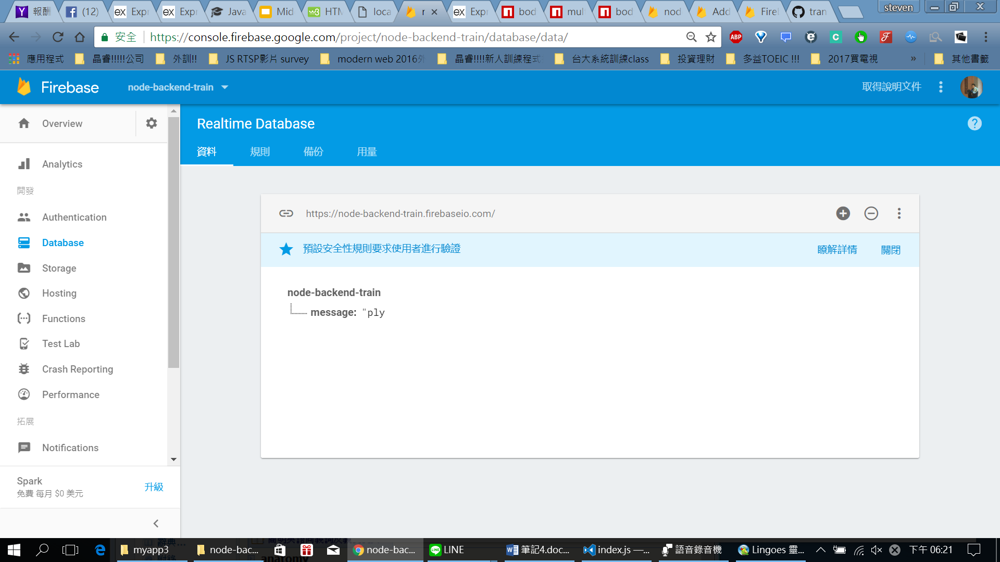 報酬
(12)
Expr
Expr
Java
Mid
HTM
loca
Expr
bod
mul
bod
nod
Add
Fire
tran
steven
安全
https://console.firebase.google.com/project/node-backend-train/database/data/
ABP
應用程式
晶睿!!!!!公司
外訓!!
JS RTSP影片 survey
modern web 2016外
晶睿!!!!新人訓練程式
台大系統訓練class
投資理財
多益TOEIC !!!
2017買電視
»
其他書籤
Firebase
node-backend-train
取得說明文件
Overview
Realtime Database
資料
規則
備份
用量
Analytics
開發
Authentication
Database
Storage
Hosting
Functions
Test Lab
Crash Reporting
Performance
拓展
Notifications
Spark
免費 每月 $0 美元
升級
https://node-backend-train.firebaseio.com/
預設安全性規則要求使用者進行驗證
瞭解詳情
關閉
node-backend-train
message: "ply
myapp3
node-bac...
node-bac...
LINE
筆記4.doc...
index.js —...
語音錄音機
Lingoes 靈...
下午 06:21